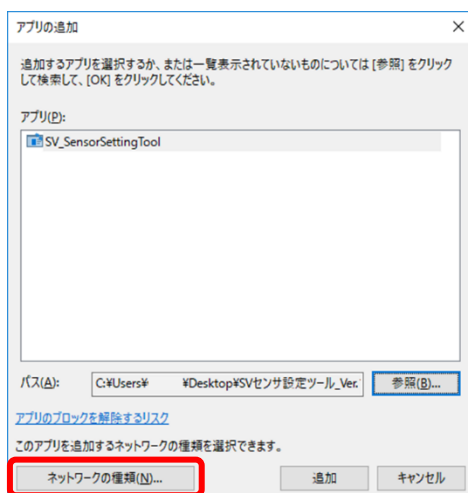 アプリの追加
追加するアプリを選択するか、または一覧表示されていないものについては [参照] をクリック
して検索して、[OK] をクリックしてください。
アプリ(P):
SV_SensorSettingTool
パス(A): C:¥Users¥ ¥Desktop¥SVセンサ設定ツール_Ver. 参照(B)...
アプリのブロックを解除するリスク
このアプリを追加するネットワークの種類を選択できます。
ネットワークの種類(N)... 追加 キャンセル